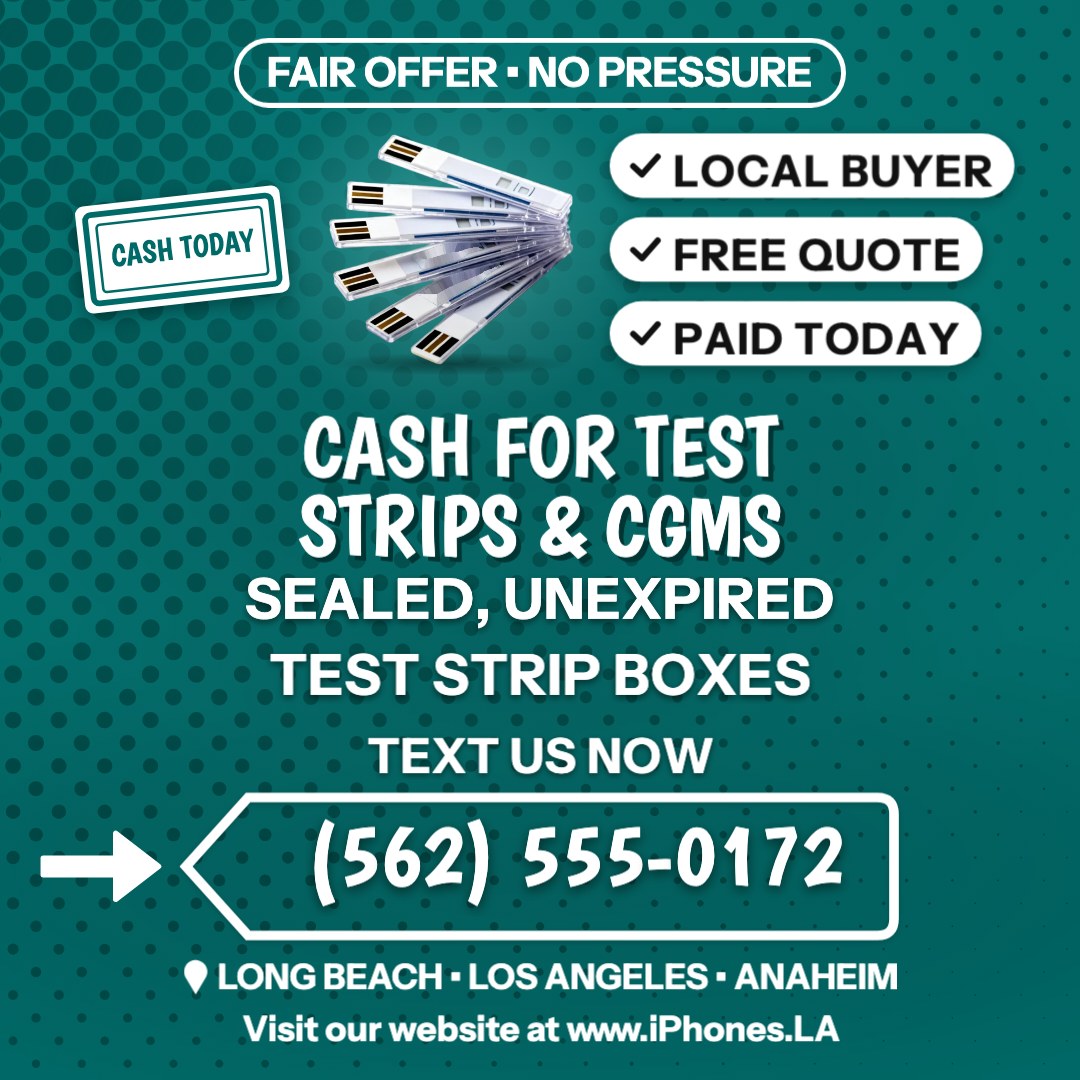 FAIR OFFER ▪ NO PRESSURE
CASH TODAY
✓ LOCAL BUYER
✓ FREE QUOTE
✓ PAID TODAY
CASH FOR TEST
STRIPS & CGMS
SEALED, UNEXPIRED
TEST STRIP BOXES
TEXT US NOW
(562) 555-0172
LONG BEACH ▪ LOS ANGELES ▪ ANAHEIM
Visit our website at www.iPhones.LA